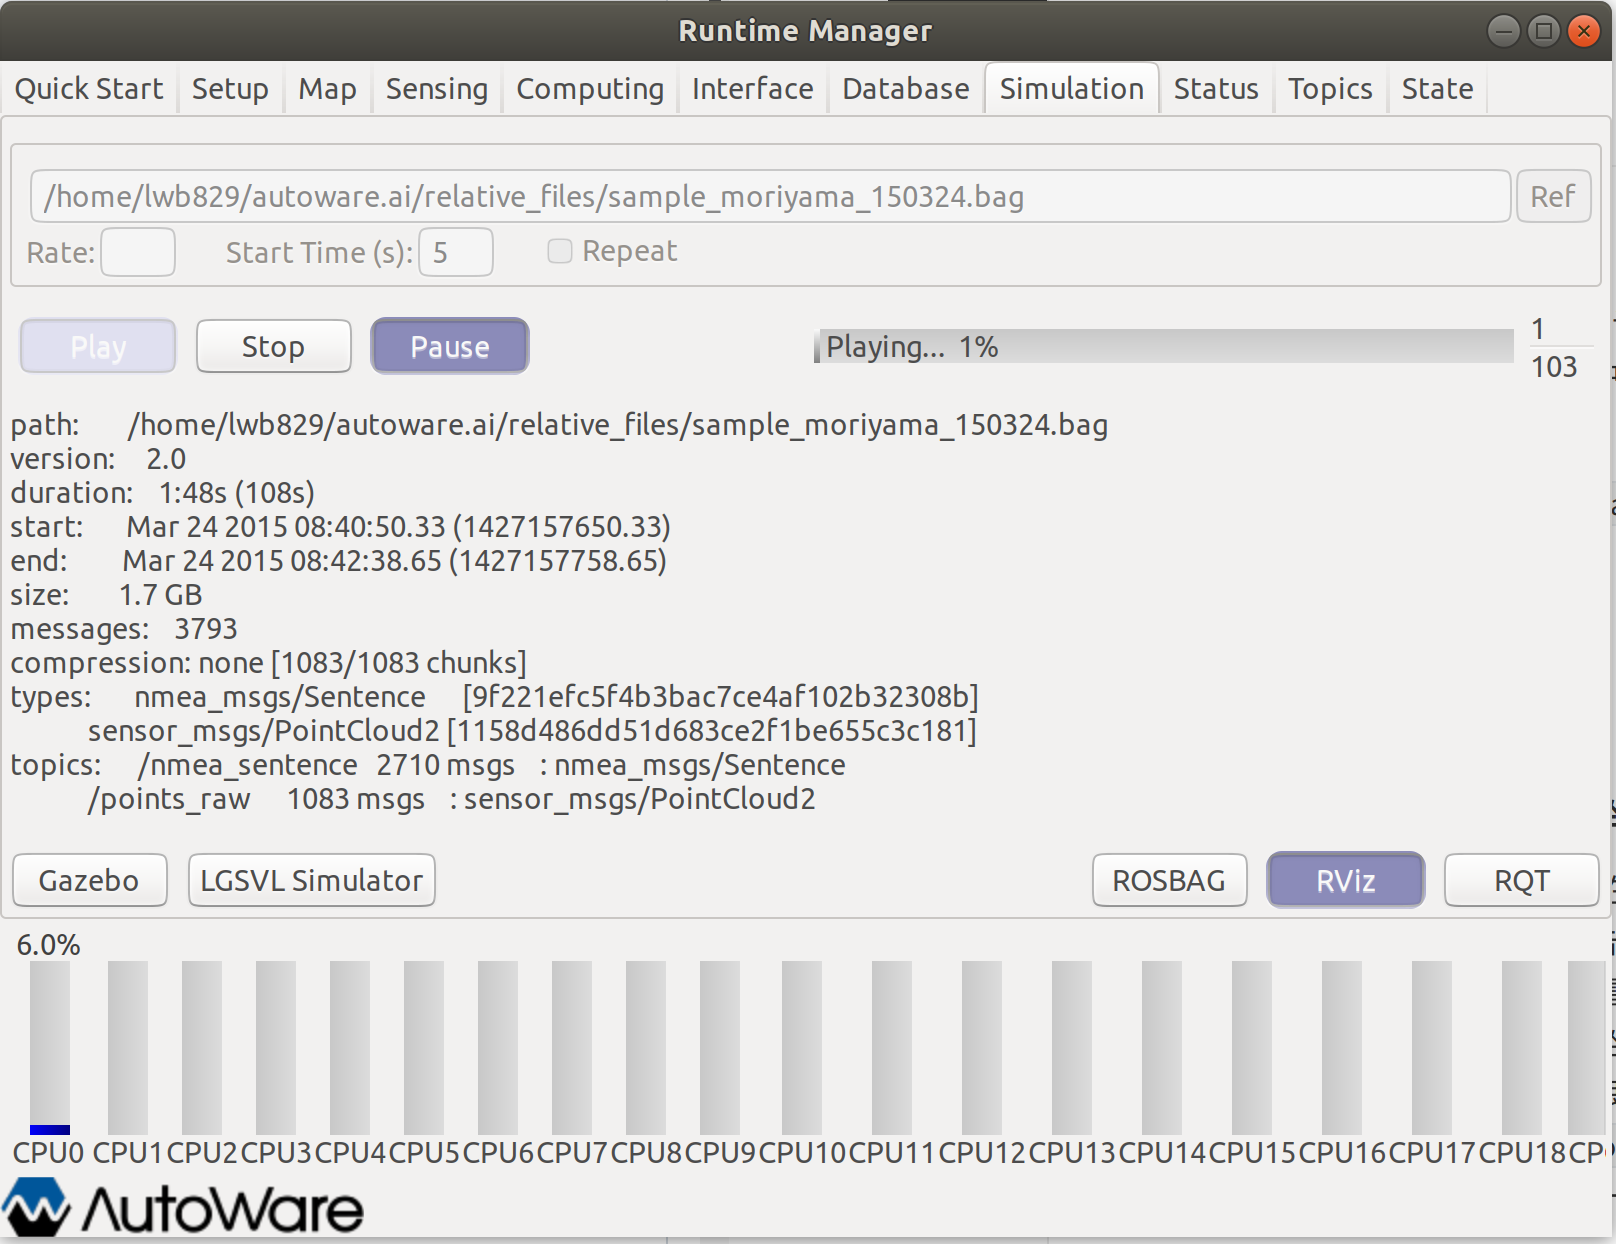 Runtime Manager
Quick Start Setup Map Sensing Computing Interface Database Simulation Status Topics State
/home/lwb829/autoware.ai/relative_files/sample_moriyama_150324.bag Ref
Rate: Start Time (s): 5 Repeat
Play Stop Pause Playing... 1% 1
103
path: /home/lwb829/autoware.ai/relative_files/sample_moriyama_150324.bag
version: 2.0
duration: 1:48s (108s)
start: Mar 24 2015 08:40:50.33 (1427157650.33)
end: Mar 24 2015 08:42:38.65 (1427157758.65)
size: 1.7 GB
messages: 3793
compression: none [1083/1083 chunks]
types: nmea_msgs/Sentence [9f221efc5f4b3bac7ce4af102b32308b]
sensor_msgs/PointCloud2 [1158d486dd51d683ce2f1be655c3c181]
topics: /nmea_sentence 2710 msgs : nmea_msgs/Sentence
/points_raw 1083 msgs : sensor_msgs/PointCloud2
Gazebo LGSVL Simulator ROSBAG RViz RQT
6.0%
CPU0 CPU1 CPU2 CPU3 CPU4 CPU5 CPU6 CPU7 CPU8 CPU9 CPU10 CPU11 CPU12 CPU13 CPU14 CPU15 CPU16 CPU17 CPU18
AutoWare